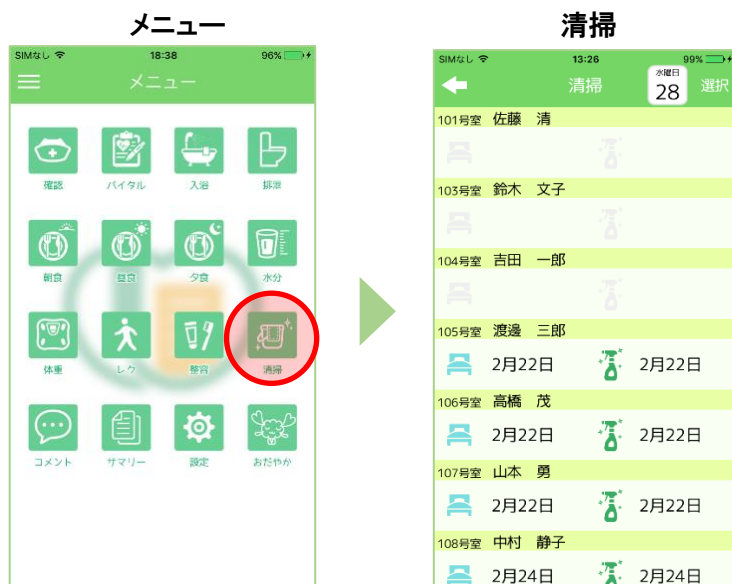 メニュー
SIMなし 18:38 96%
メニュー
確認 バイタル 入浴 排泄
朝食 昼食 夕食 水分
体重 レク 整容 清掃
コメント サマリー 設定 おだやか
清掃
SIMなし 13:26 99%
清掃 水曜日 28 選択
101号室 佐藤 清
103号室 鈴木 文子
104号室 吉田 一郎
105号室 渡邊 三郎
2月22日 2月22日
106号室 高橋 茂
2月22日 2月22日
107号室 山本 勇
2月22日 2月22日
108号室 中村 静子
2月24日 2月24日